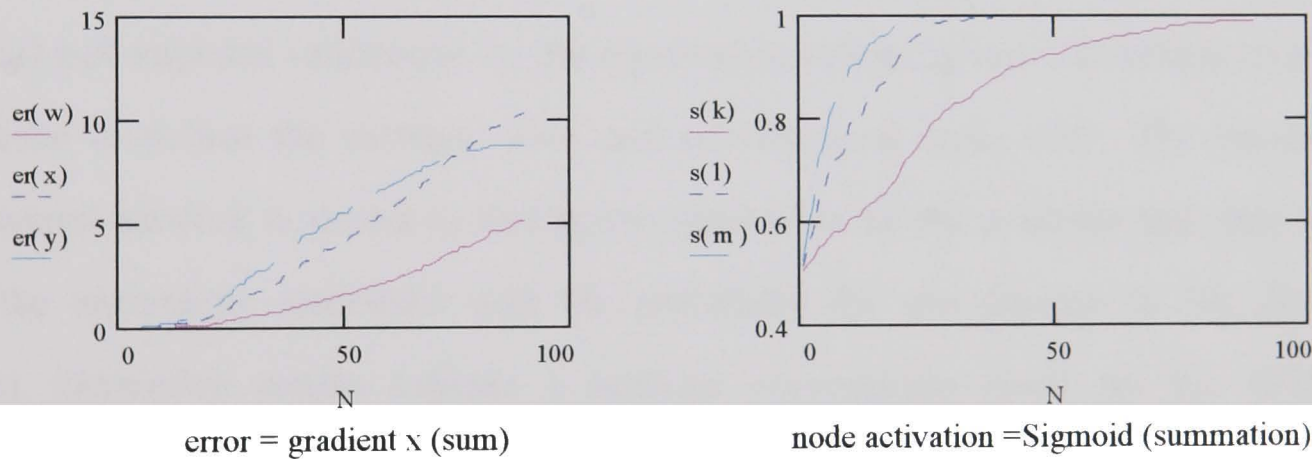 15
10
5
0
er(w)
er(x)
er(y)
0 50 100
N
error = gradient x (sum)
1
0.8
0.6
0.4
s(k)
s(l)
s(m)
0 50 100
N
node activation =Sigmoid (summation)